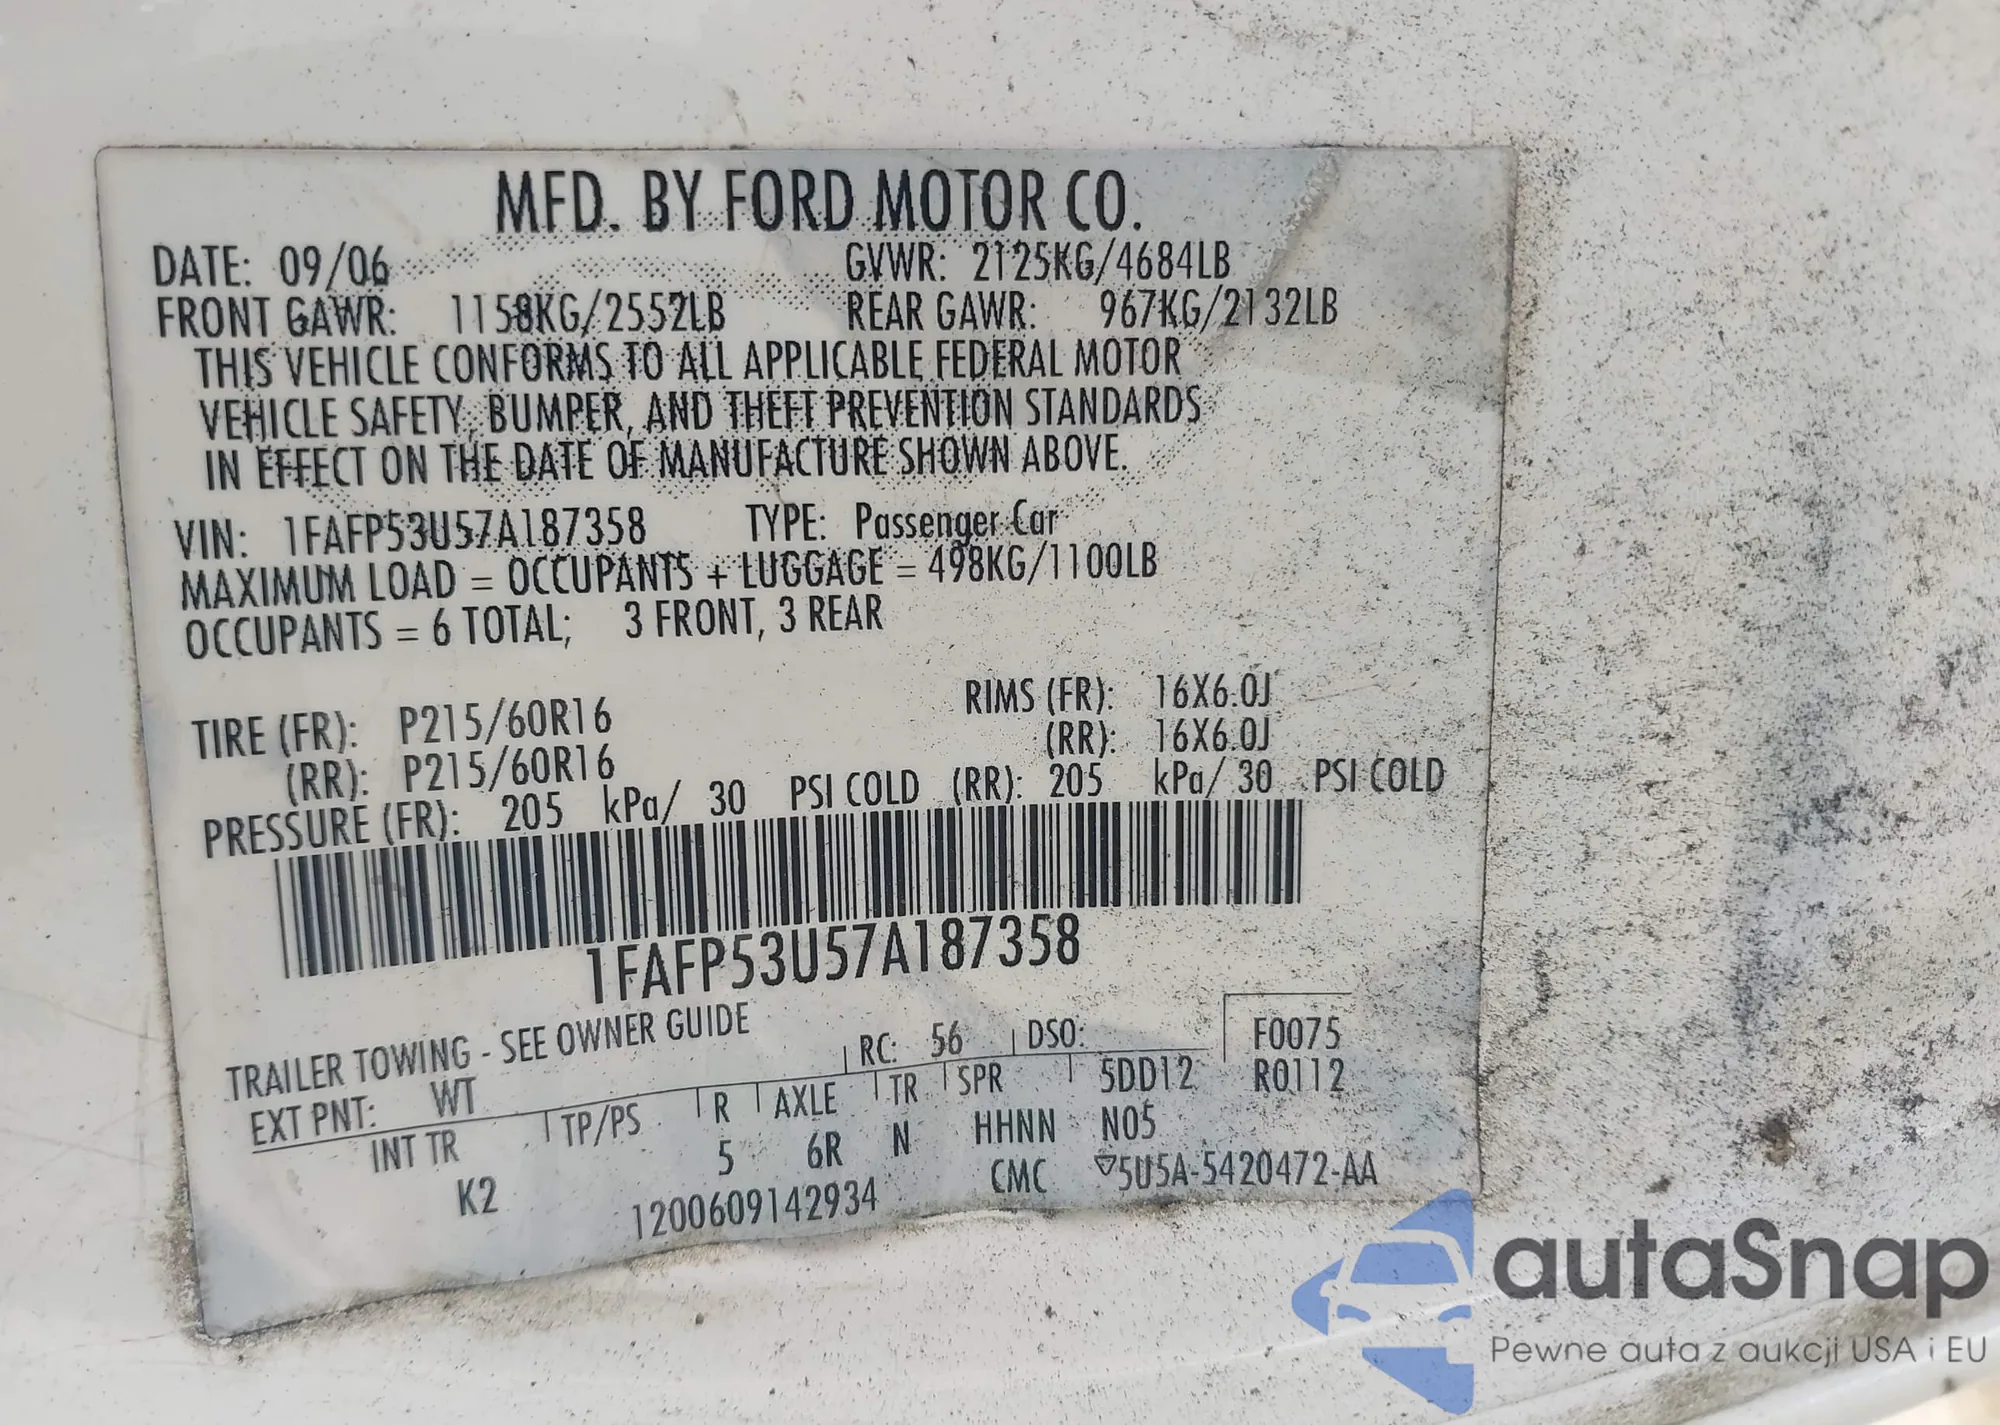 MFD. BY FORD MOTOR CO.
DATE: 09/06 GVWR: 2125KG/4684LB
FRONT GAWR: 1158KG/2552LB REAR GAWR: 967KG/2132LB
THIS VEHICLE CONFORMS TO ALL APPLICABLE FEDERAL MOTOR
VEHICLE SAFETY, BUMPER, AND THEFT PREVENTION STANDARDS
IN EFFECT ON THE DATE OF MANUFACTURE SHOWN ABOVE.
VIN: 1FAFP53U57A187358 TYPE: Passenger Car
MAXIMUM LOAD = OCCUPANTS + LUGGAGE = 498KG/1100LB
OCCUPANTS = 6 TOTAL; 3 FRONT, 3 REAR
TIRE (FR): P215/60R16 RIMS (FR): 16X6.0J
(RR): P215/60R16 (RR): 16X6.0J
PRESSURE (FR): 205 kPa/ 30 PSI COLD (RR): 205 kPa/ 30 PSI COLD
1FAFP53U57A187358
TRAILER TOWING - SEE OWNER GUIDE
EXT PNT: WT RC: 56 DSO: F0075
INT TR TP/PS R AXLE TR SPR 5DD12 R0112
K2 5 6R N HHNN N05
1200609142934 CMC ▽5U5A-5420472-AA
autaSnap
Pewne auta z aukcji USA i EU